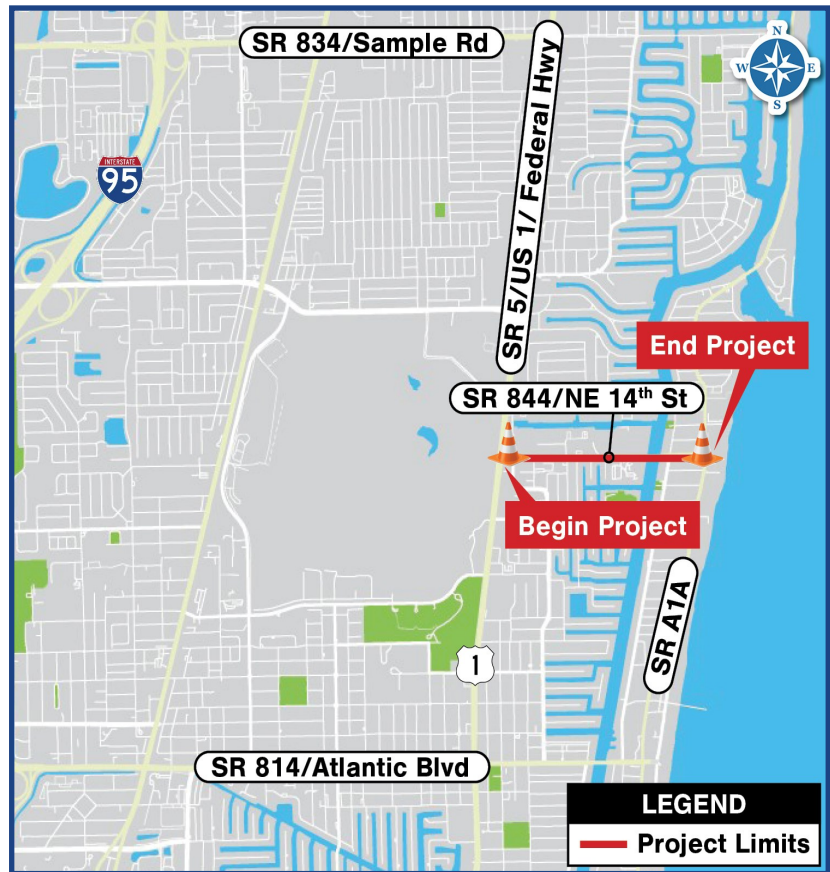 SR 834/Sample Rd
N
W E
S
INTERSTATE
95
SR 5/US 1/ Federal Hwy
End Project
SR 844/NE 14th St
Begin Project
SR A1A
1
SR 814/Atlantic Blvd
LEGEND
Project Limits